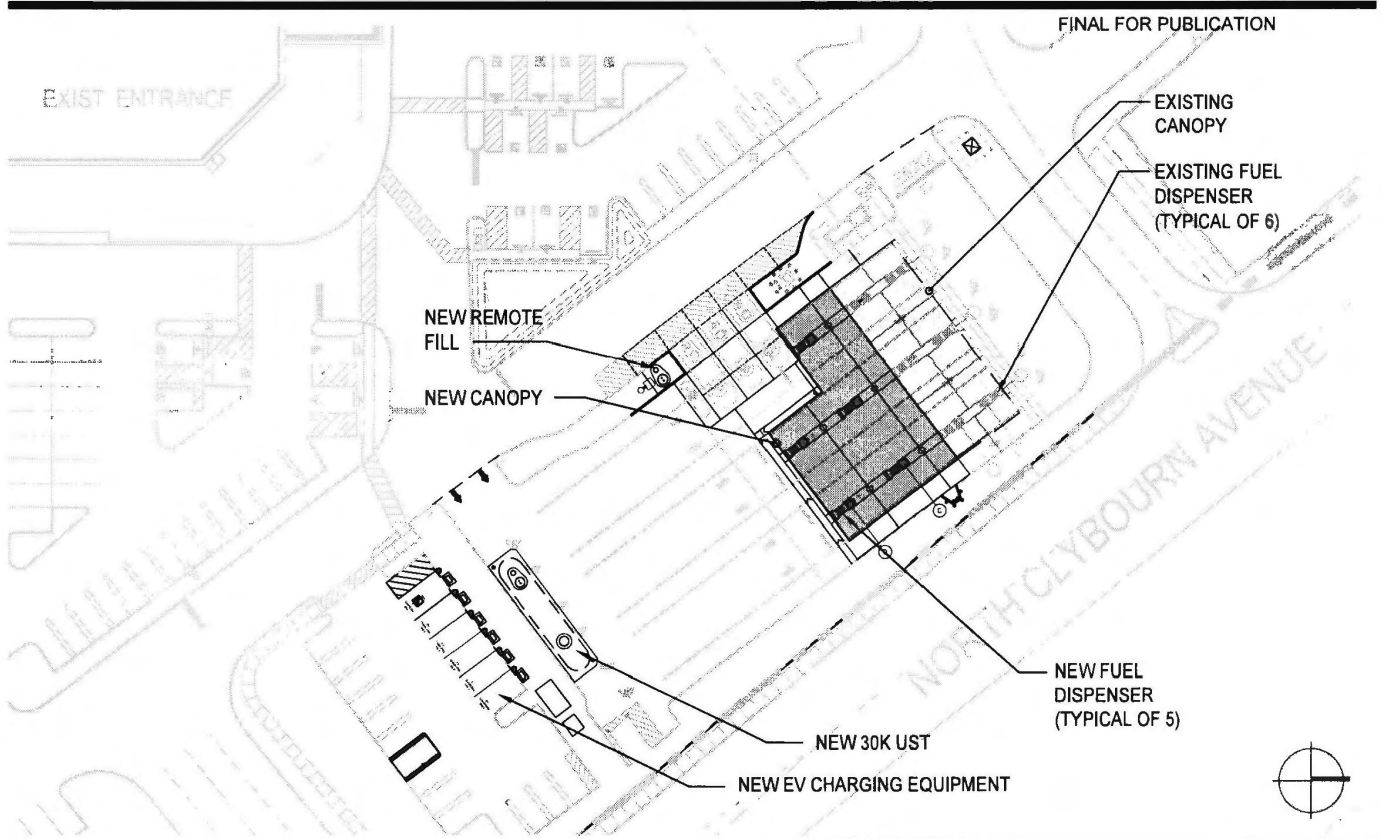 FINAL FOR PUBLICATION
EXIST ENTRANCE
EXISTING
CANOPY
EXISTING FUEL
DISPENSER
(TYPICAL OF 6)
NEW REMOTE
FILL
NEW CANOPY
NORTH CLYBOURN AVENUE
NEW FUEL
DISPENSER
(TYPICAL OF 5)
NEW 30K UST
NEW EV CHARGING EQUIPMENT